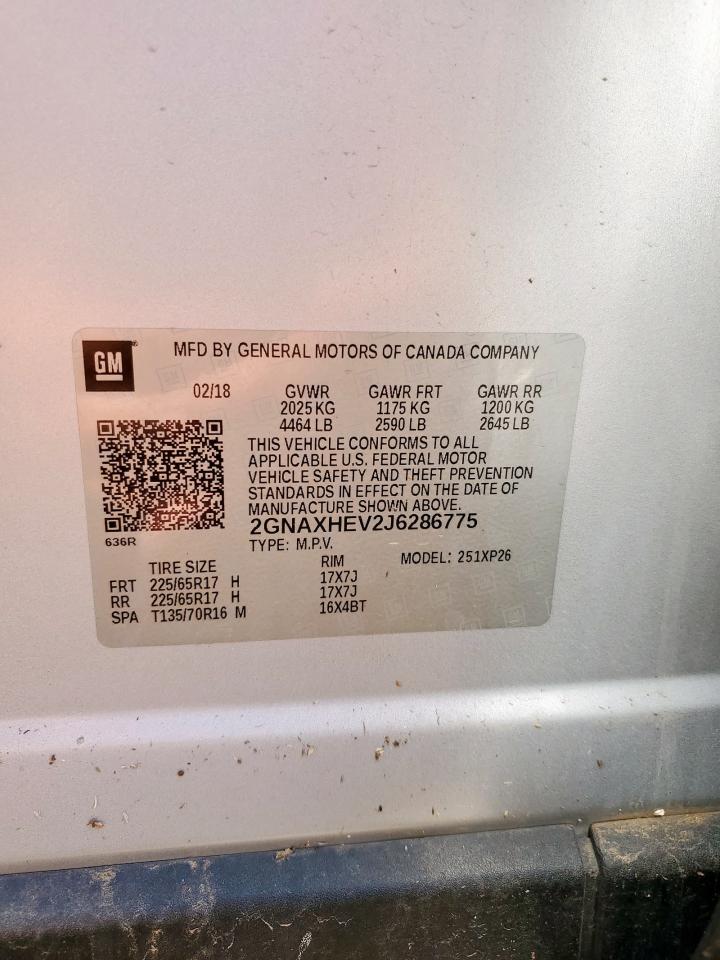 GM
MFD BY GENERAL MOTORS OF CANADA COMPANY
02/18 GVWR GAWR FRT GAWR RR
2025 KG 1175 KG 1200 KG
4464 LB 2590 LB 2645 LB
THIS VEHICLE CONFORMS TO ALL
APPLICABLE U.S. FEDERAL MOTOR
VEHICLE SAFETY AND THEFT PREVENTION
STANDARDS IN EFFECT ON THE DATE OF
MANUFACTURE SHOWN ABOVE.
2GNAXHEV2J6286775
636R
TYPE: M.P.V.
MODEL: 251XP26
TIRE SIZE RIM
FRT 225/65R17 H 17X7J
RR 225/65R17 H 17X7J
SPA T135/70R16 M 16X4BT